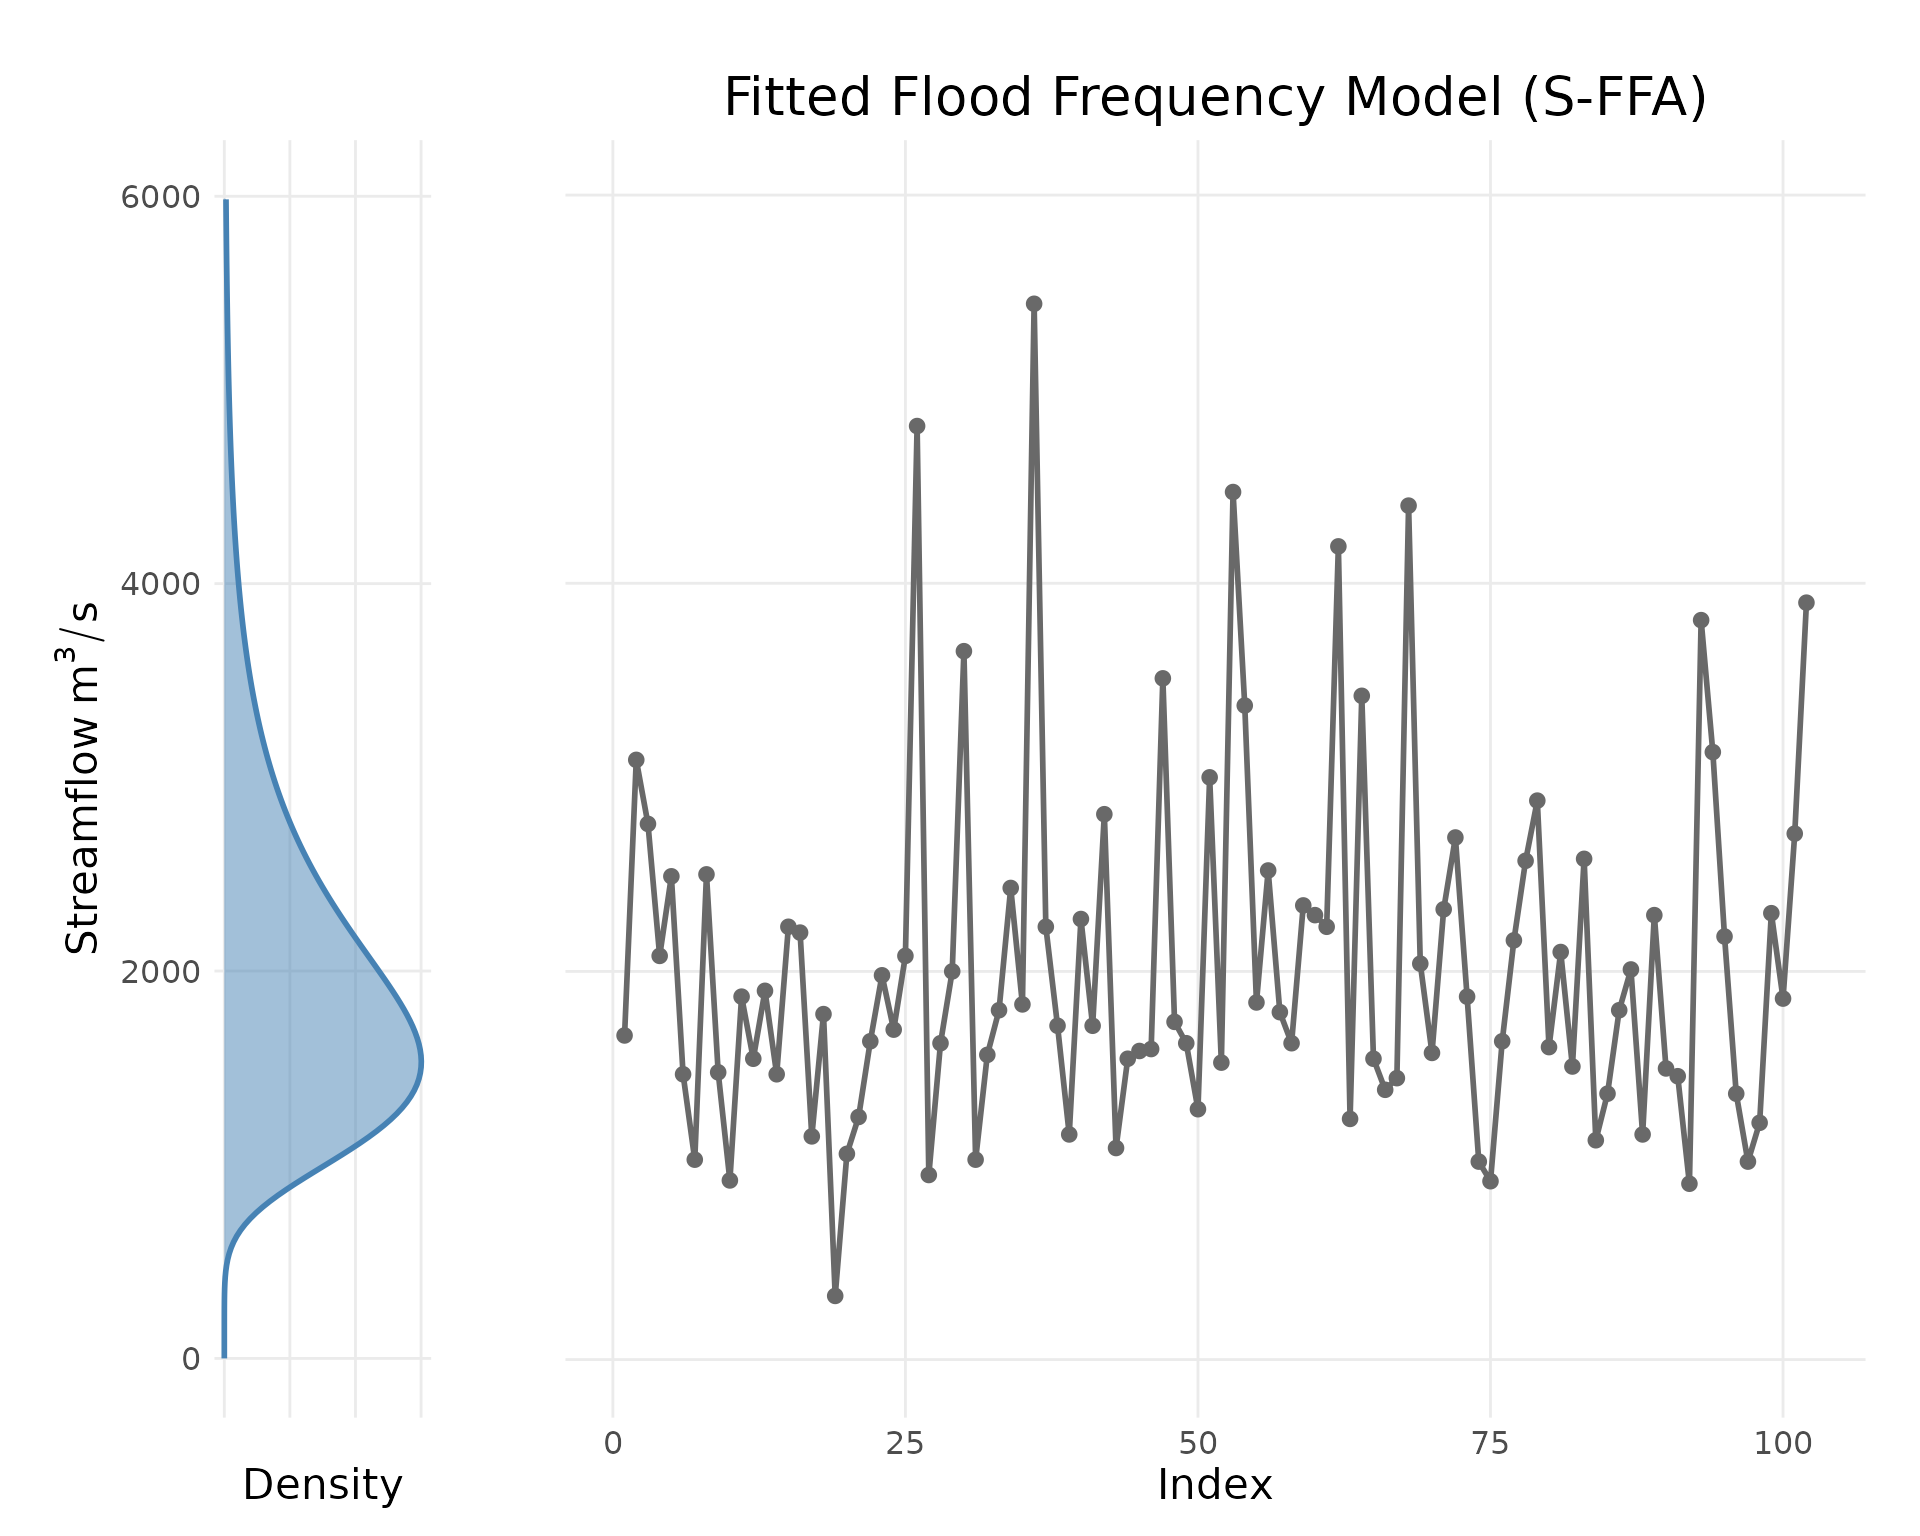 Fitted Flood Frequency Model (S-FFA)
Streamflow m³/s
6000
4000
2000
0
Density
0 25 50 75 100
Index